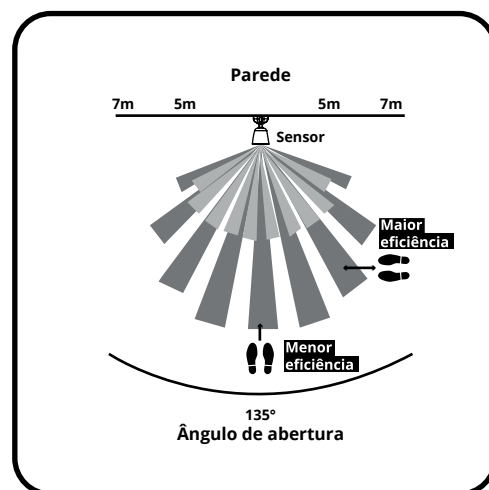 Parede
7m 5m 5m 7m
Sensor
Maior
eficiência
Menor
eficiência
135°
Ângulo de abertura